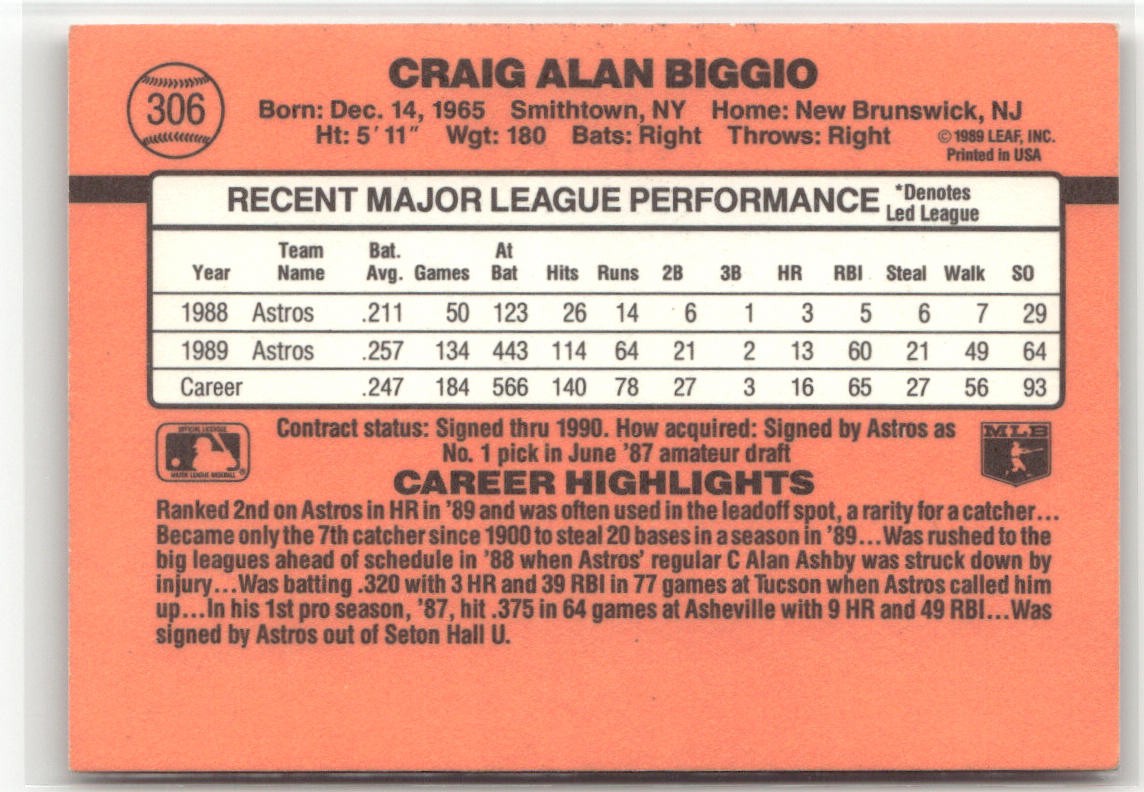 306
CRAIG ALAN BIGGIO
Born: Dec. 14, 1965 Smithtown, NY Home: New Brunswick, NJ
Ht: 5' 11" Wgt: 180 Bats: Right Throws: Right
© 1989 LEAF, INC.
Printed in USA
RECENT MAJOR LEAGUE PERFORMANCE *Denotes Led League
Year Team Name Bat. Avg. Games At Bat Hits Runs 2B 3B HR RBI Steal Walk SO
1988 Astros .211 50 123 26 14 6 1 3 5 6 7 29
1989 Astros .257 134 443 114 64 21 2 13 60 21 49 64
Career .247 184 566 140 78 27 3 16 65 27 56 93
OFFICIAL LICENSEE
MAJOR LEAGUE BASEBALL ®
Contract status: Signed thru 1990. How acquired: Signed by Astros as
No. 1 pick in June '87 amateur draft
MLB
CAREER HIGHLIGHTS
Ranked 2nd on Astros in HR in '89 and was often used in the leadoff spot, a rarity for a catcher...
Became only the 7th catcher since 1900 to steal 20 bases in a season in '89...Was rushed to the
big leagues ahead of schedule in '88 when Astros' regular C Alan Ashby was struck down by
injury...Was batting .320 with 3 HR and 39 RBI in 77 games at Tucson when Astros called him
up...In his 1st pro season, '87, hit .375 in 64 games at Asheville with 9 HR and 49 RBI...Was
signed by Astros out of Seton Hall U.